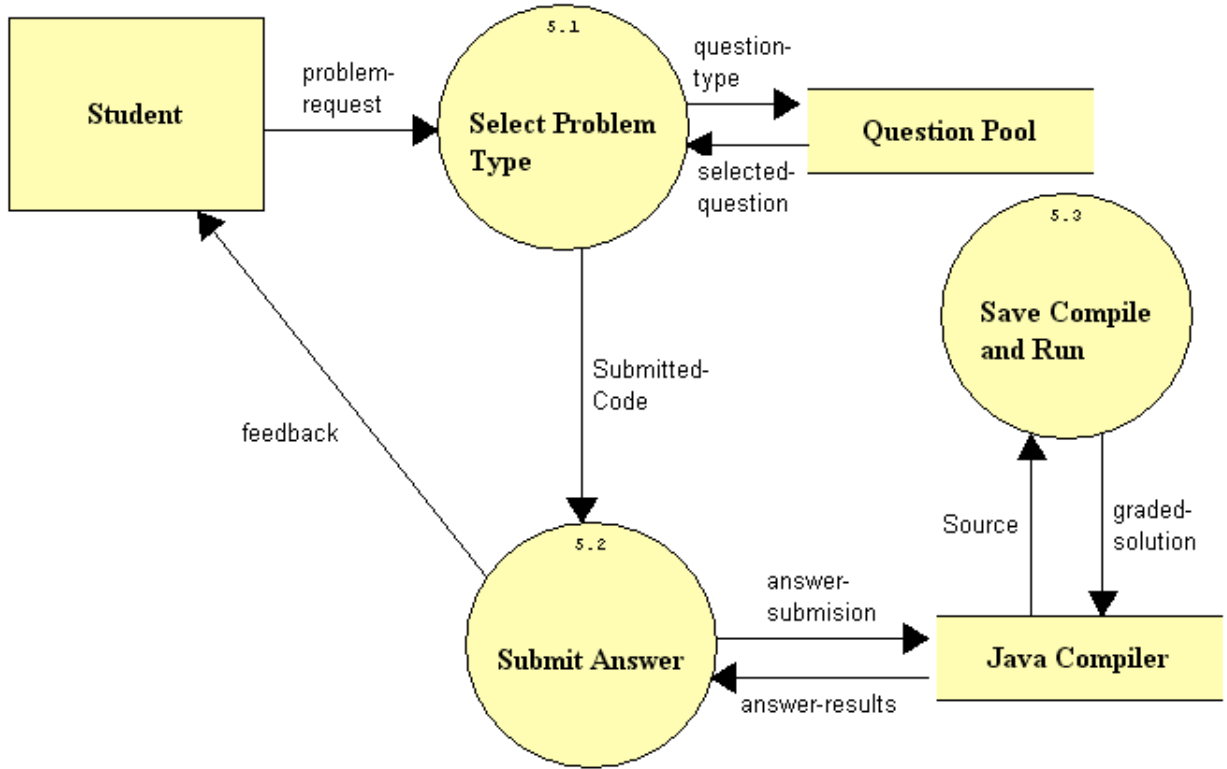 5.1
Student
problem-
request
Select Problem
Type
question-
type
Question Pool
selected-
question
5.3
Save Compile
and Run
Submitted-
Code
feedback
Source
graded-
solution
5.2
Submit Answer
answer-
submision
Java Compiler
answer-results